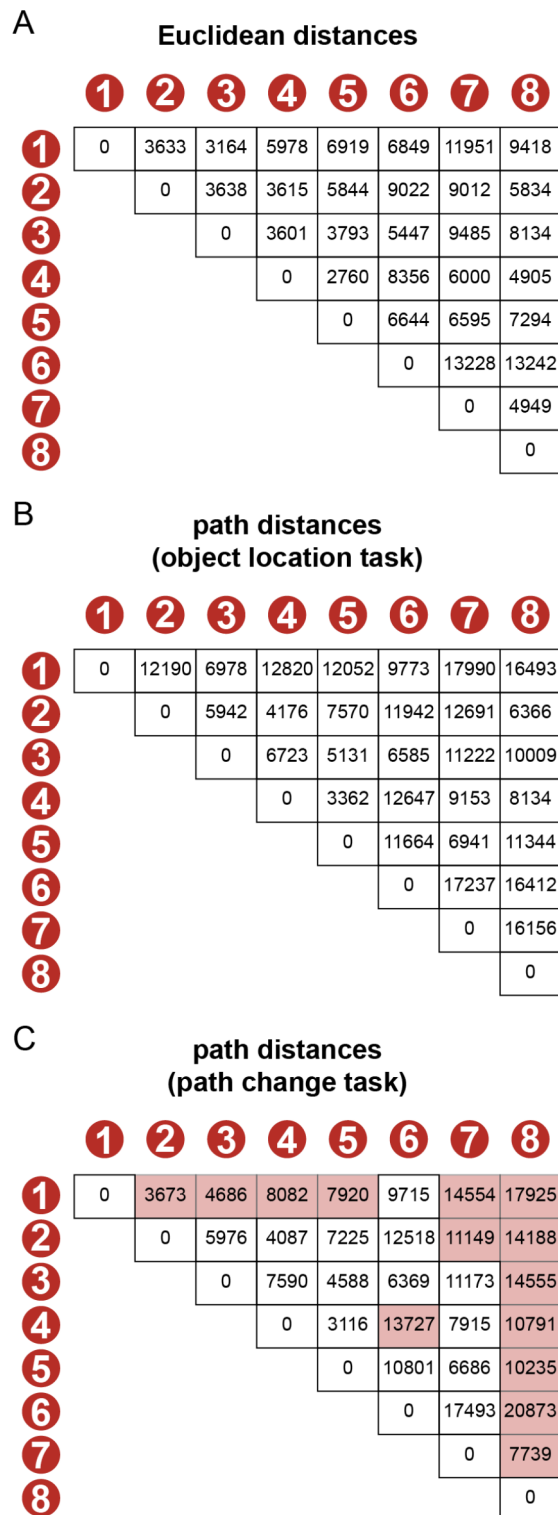 A
Euclidean distances
1 2 3 4 5 6 7 8
1 0 3633 3164 5978 6919 6849 11951 9418
2 0 3638 3615 5844 9022 9012 5834
3 0 3601 3793 5447 9485 8134
4 0 2760 8356 6000 4905
5 0 6644 6595 7294
6 0 13228 13242
7 0 4949
8 0
B
path distances
(object location task)
1 2 3 4 5 6 7 8
1 0 12190 6978 12820 12052 9773 17990 16493
2 0 5942 4176 7570 11942 12691 6366
3 0 6723 5131 6585 11222 10009
4 0 3362 12647 9153 8134
5 0 11664 6941 11344
6 0 17237 16412
7 0 16156
8 0
C
path distances
(path change task)
1 2 3 4 5 6 7 8
1 0 3673 4686 8082 7920 9715 14554 17925
2 0 5976 4087 7225 12518 11149 14188
3 0 7590 4588 6369 11173 14555
4 0 3116 13727 7915 10791
5 0 10801 6686 10235
6 0 17493 20873
7 0 7739
8 0